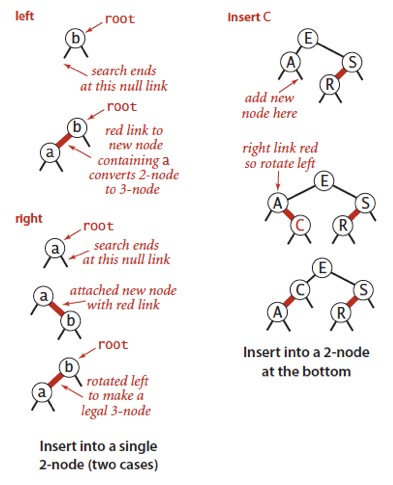 left
root
b
search ends
at this null link
root
b
red link to
new node
containing a
converts 2-node
to 3-node
a
right
root
a
search ends
at this null link
attached new node
with red link
a
b
root
b
rotated left
to make a
legal 3-node
a
Insert into a single
2-node (two cases)
insert C
E
A
S
R
add new
node here
right link red
so rotate left
E
A
S
C
R
E
C
S
A
R
Insert into a 2-node
at the bottom